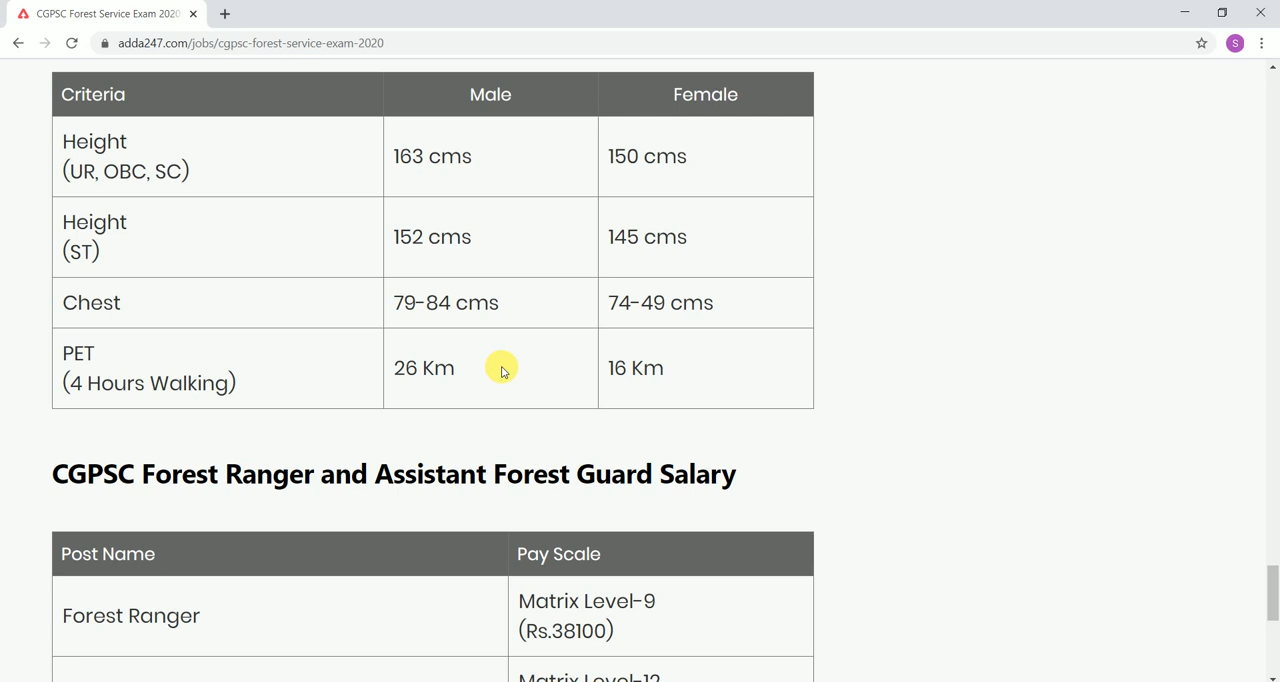 CGPSC Forest Service Exam 2020
adda247.com/jobs/cgpsc-forest-service-exam-2020
S
Criteria Male Female
Height
(UR, OBC, SC)
163 cms 150 cms
Height
(ST)
152 cms 145 cms
Chest 79-84 cms 74-49 cms
PET
(4 Hours Walking)
26 Km 16 Km
CGPSC Forest Ranger and Assistant Forest Guard Salary
Post Name Pay Scale
Forest Ranger
Matrix Level-9
(Rs.38100)
Matrix Level-12